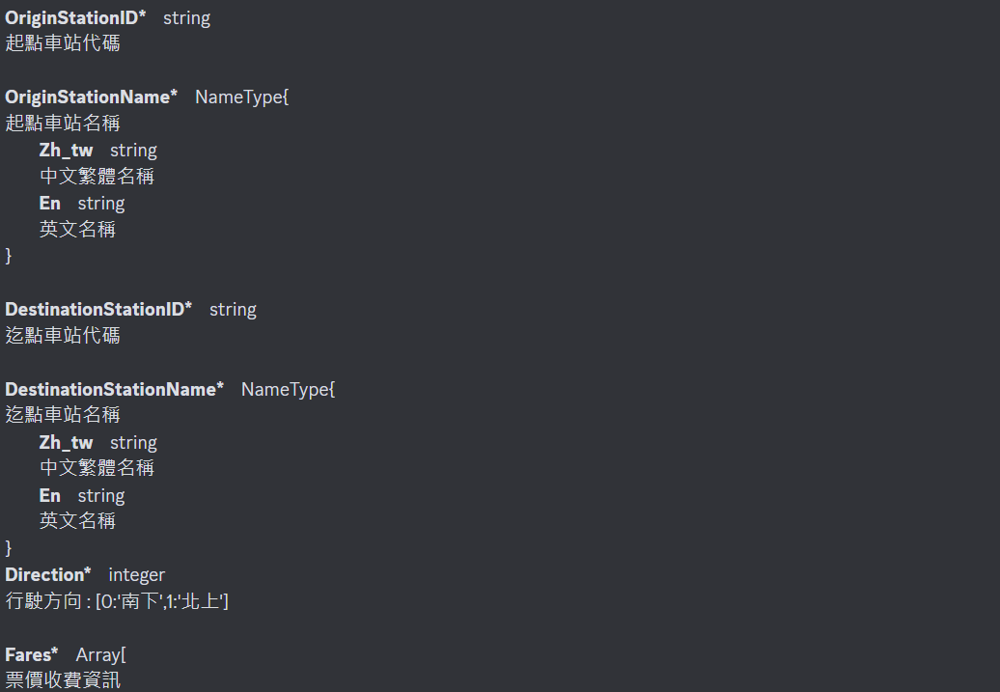 OriginStationID* string
起點車站代碼
OriginStationName* NameType{
起點車站名稱
Zh_tw string
中文繁體名稱
En string
英文名稱
}
DestinationStationID* string
迄點車站代碼
DestinationStationName* NameType{
迄點車站名稱
Zh_tw string
中文繁體名稱
En string
英文名稱
}
Direction* integer
行駛方向 : [0:'南下',1:'北上']
Fares* Array[
票價收費資訊